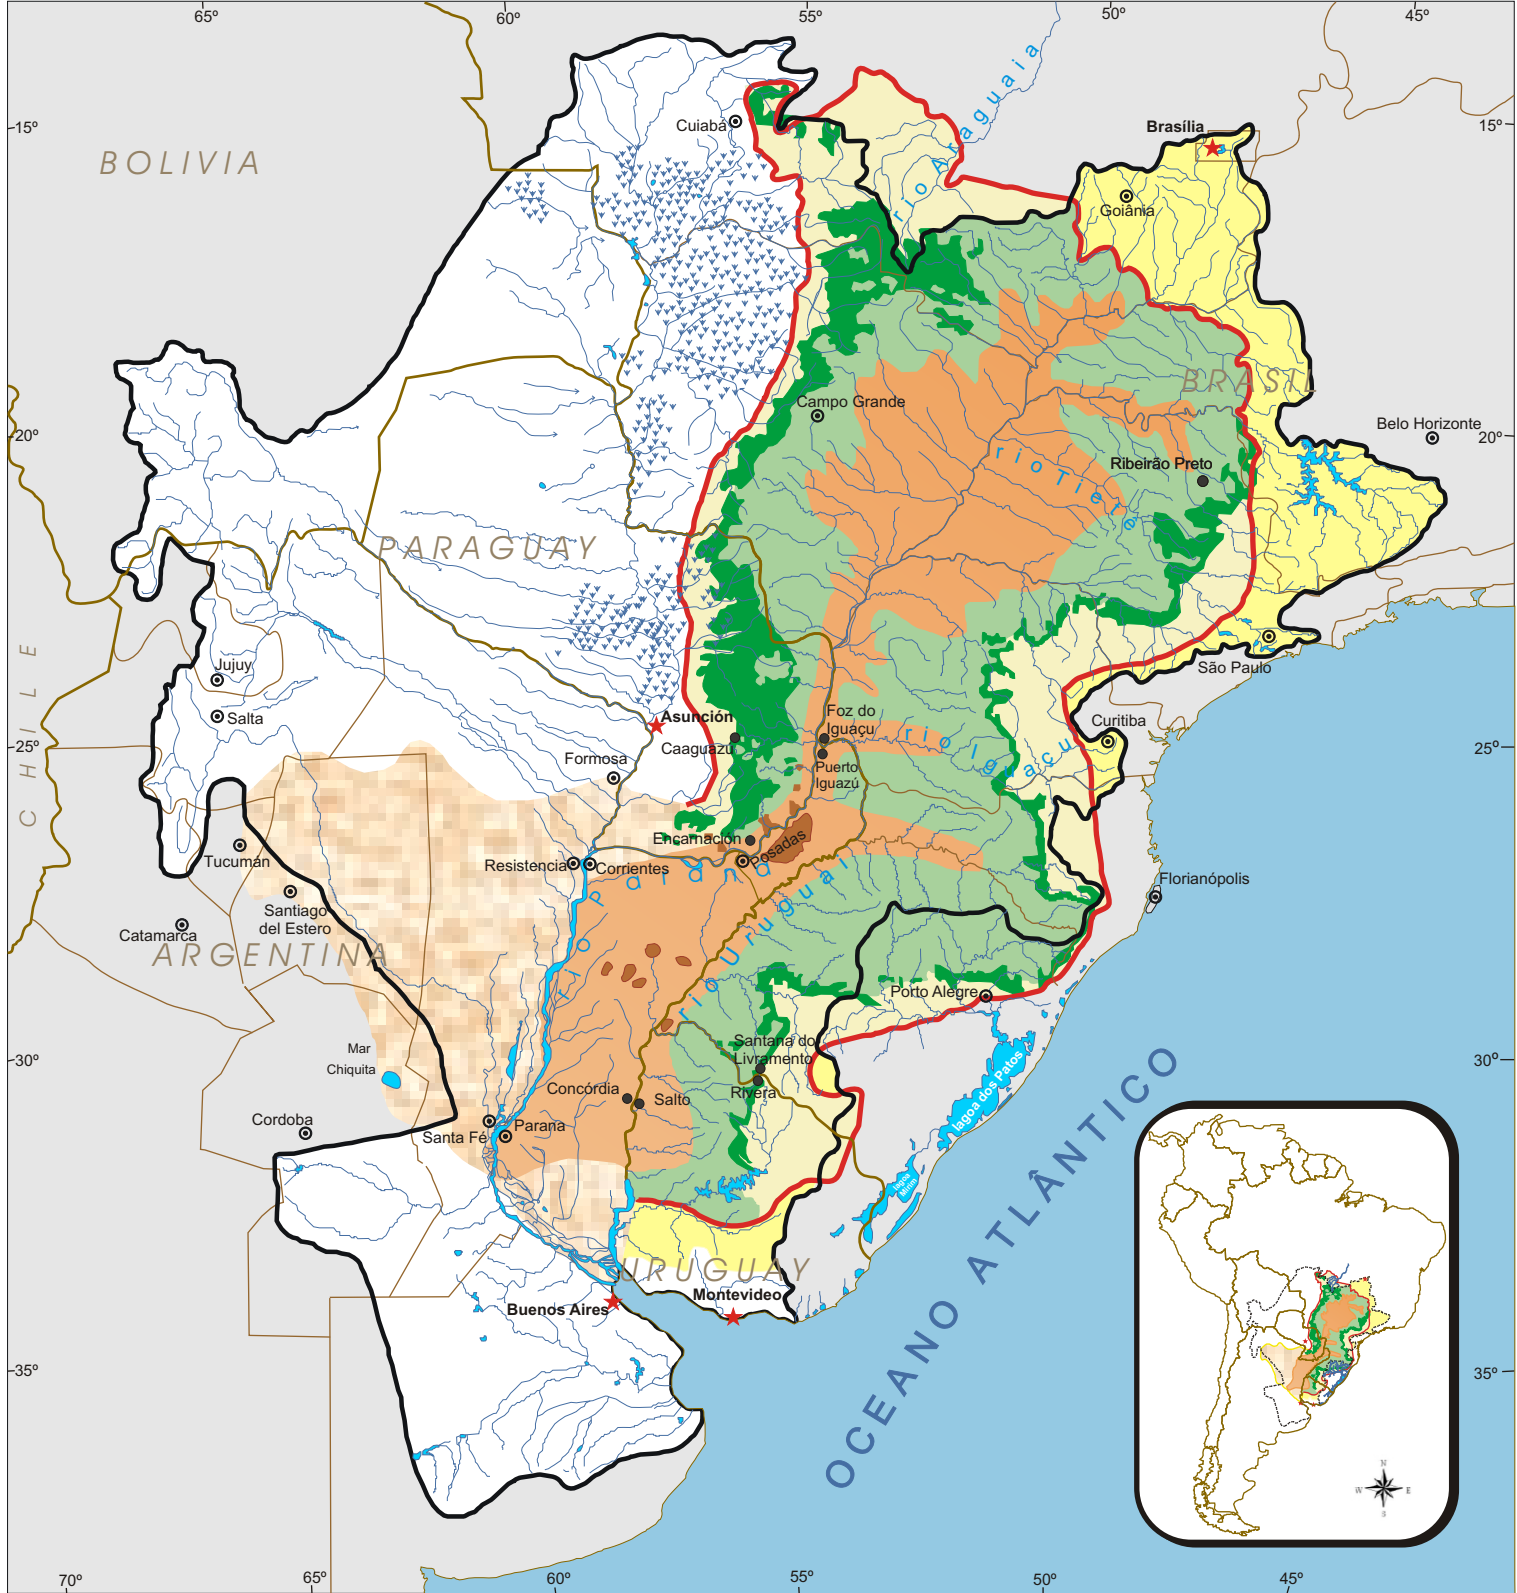 65º
60º
55º
50º
45º
15º
15º
20º
20º
25º
25º
30º
30º
35º
35º
70º
65º
60º
55º
50º
45º
BOLIVIA
Cuiabá
rio Araguaia
Brasília
Goiânia
BRASIL
Campo Grande
Belo Horizonte
Ribeirão Preto
rio Tiete
PARAGUAY
CHILE
Jujuy
Salta
Asunción
Caaguazú
Foz do
Iguaçu
Puerto
Iguazú
rio Iguaçu
São Paulo
Curitiba
Formosa
Encarnación
Posadas
Resistencia
Corrientes
rio Paraná
rio Uruguai
Florianópolis
Tucumán
Santiago
del Estero
Catamarca
ARGENTINA
Porto Alegre
Mar
Chiquita
Santana do
Livramento
Rivera
Concórdia
Salto
Cordoba
Santa Fé
Parana
lagoa dos Patos
lagoa
Mirim
URUGUAY
Montevideo
Buenos Aires
OCEANO ATLÂNTICO
N
W
E
S